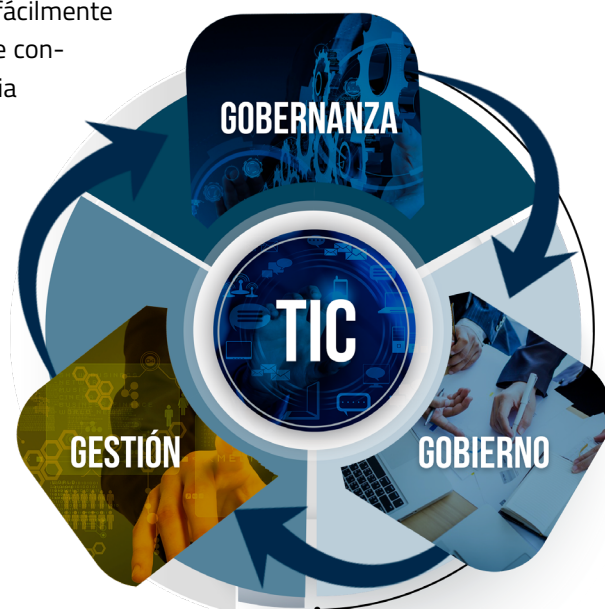 fácilmente
e con-
ia
GOBERNANZA
TIC
GESTIÓN
GOBIERNO